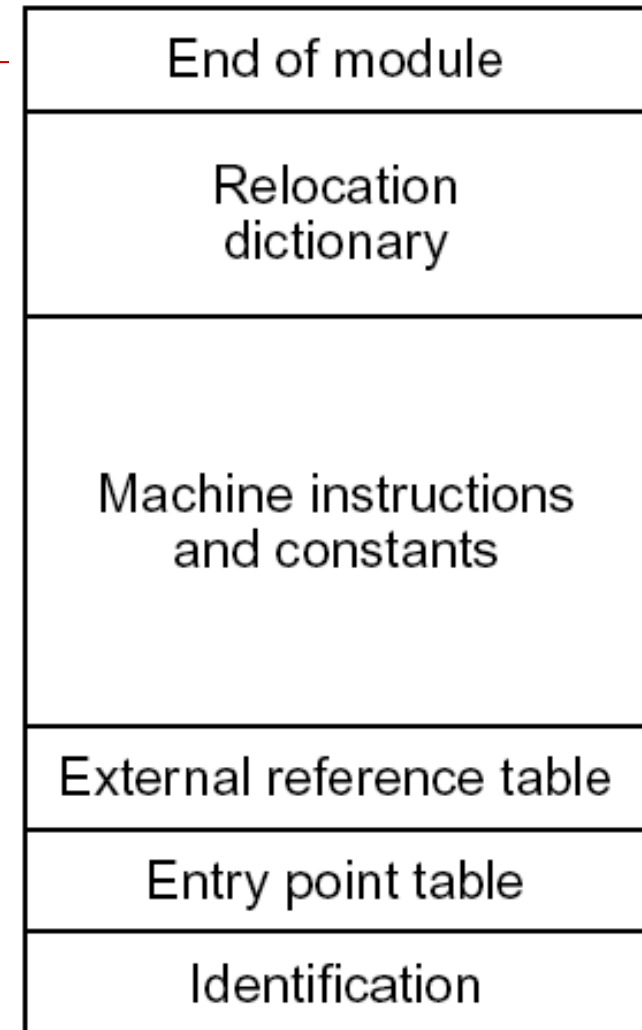 End of module
Relocation
dictionary
Machine instructions
and constants
External reference table
Entry point table
Identification